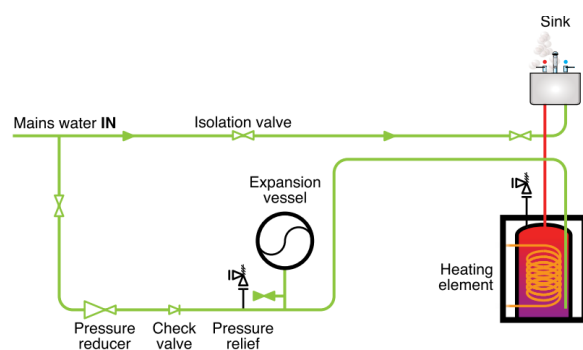 Sink
Mains water IN
Isolation valve
Expansion
vessel
Heating
element
Pressure
reducer
Check
valve
Pressure
relief